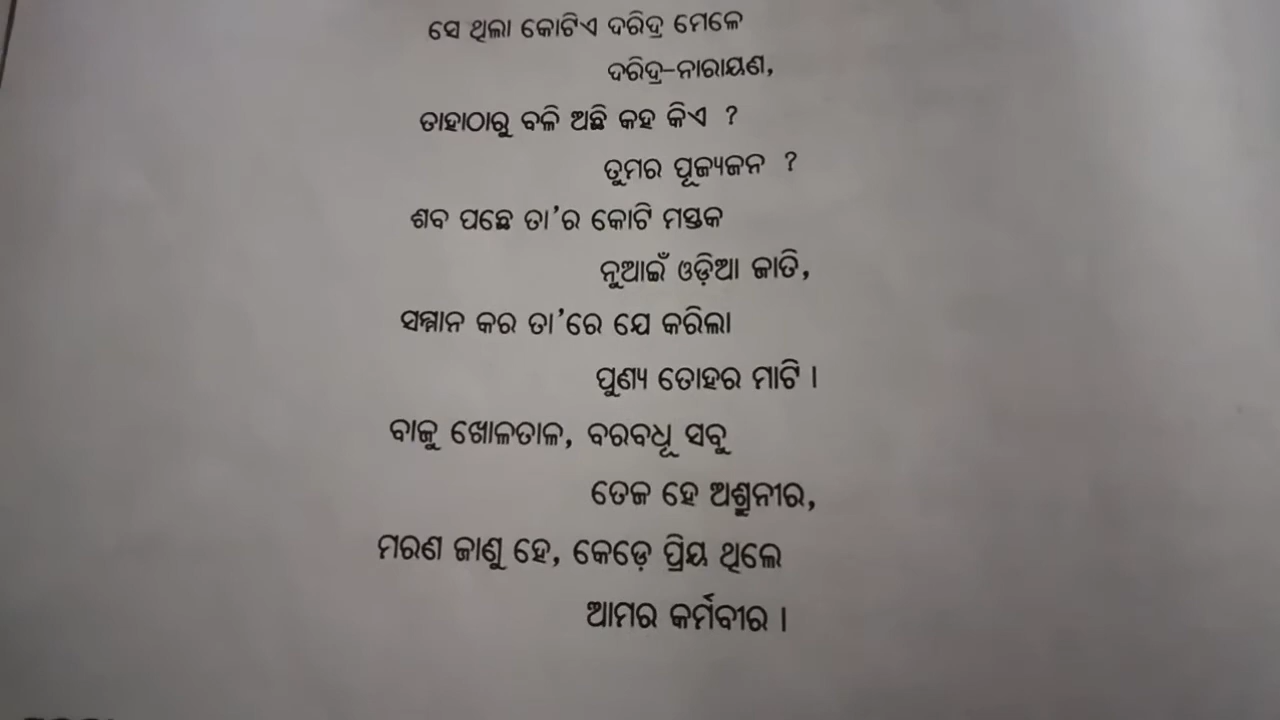 ସେ ଥିଲା କୋଟିଏ ଦରିଦ୍ର ମେଳେ
ଦରିଦ୍ର-ନାରାୟଣ,
ତାହାଠାରୁ ବଳି ଅଛି କହ କିଏ ?
ତୁମର ପୂଜ୍ୟଜନ ?
ଶବ ପଛେ ତା’ର କୋଟି ମସ୍ତକ
ନୁଆଇଁ ଓଡ଼ିଆ ଜାତି,
ସମ୍ମାନ କର ତା’ରେ ଯେ କରିଲା
ପୁଣ୍ୟ ତୋହର ମାଟି ।
ବାଜୁ ଖୋଳତାଳ, ବରବଧୂ ସବୁ
ତେଜ ହେ ଅଶ୍ରୁନୀର,
ମରଣ ଜାଣୁ ହେ, କେଡ଼େ ପ୍ରିୟ ଥିଲେ
ଆମର କର୍ମବୀର ।